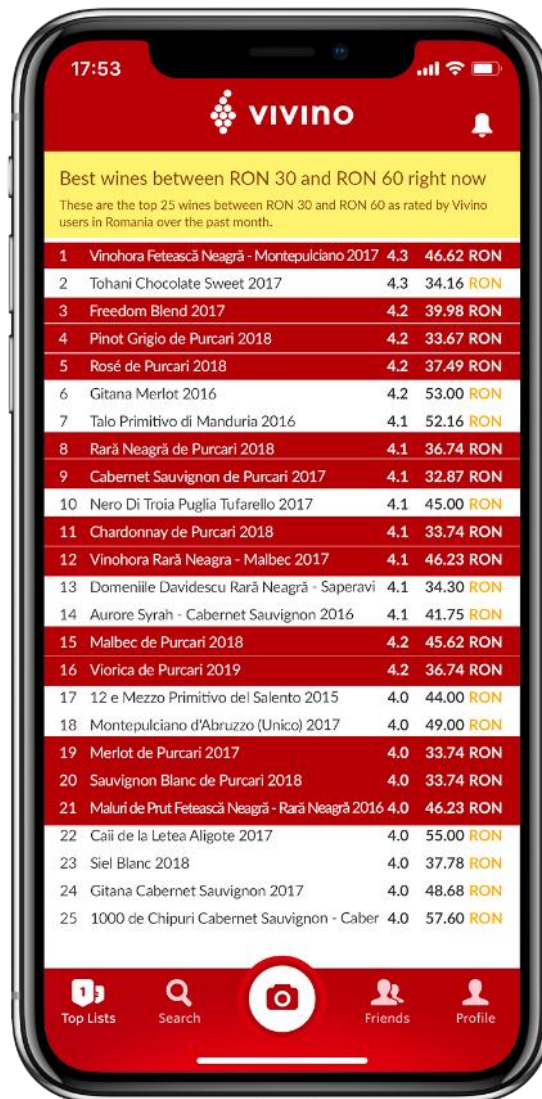 17:53
VIVINO
Best wines between RON 30 and RON 60 right now
These are the top 25 wines between RON 30 and RON 60 as rated by Vivino
users in Romania over the past month.
1 Vinohora Fetească Neagră - Montepulciano 2017 4.3 46.62 RON
2 Tohani Chocolate Sweet 2017 4.3 34.16 RON
3 Freedom Blend 2017 4.2 39.98 RON
4 Pinot Grigio de Purcari 2018 4.2 33.67 RON
5 Rosé de Purcari 2018 4.2 37.49 RON
6 Gitana Merlot 2016 4.2 53.00 RON
7 Talo Primitivo di Manduria 2016 4.1 52.16 RON
8 Rară Neagră de Purcari 2018 4.1 36.74 RON
9 Cabernet Sauvignon de Purcari 2017 4.1 32.87 RON
10 Nero Di Troia Puglia Tufarello 2017 4.1 45.00 RON
11 Chardonnay de Purcari 2018 4.1 33.74 RON
12 Vinohora Rară Neagra - Malbec 2017 4.1 46.23 RON
13 Domeniile Davidescu Rară Neagră - Saperavi 4.1 34.30 RON
14 Aurore Syrah - Cabernet Sauvignon 2016 4.1 41.75 RON
15 Malbec de Purcari 2018 4.2 45.62 RON
16 Viorica de Purcari 2019 4.2 36.74 RON
17 12 e Mezzo Primitivo del Salento 2015 4.0 44.00 RON
18 Montepulciano d'Abruzzo (Unico) 2017 4.0 49.00 RON
19 Merlot de Purcari 2017 4.0 33.74 RON
20 Sauvignon Blanc de Purcari 2018 4.0 33.74 RON
21 Maluri de Prut Fetească Neagră - Rară Neagră 2016 4.0 46.23 RON
22 Caii de la Letea Aligote 2017 4.0 55.00 RON
23 Siel Blanc 2018 4.0 37.78 RON
24 Gitana Cabernet Sauvignon 2017 4.0 48.68 RON
25 1000 de Chipuri Cabernet Sauvignon - Caber 4.0 57.60 RON
1
Top Lists Search Friends Profile